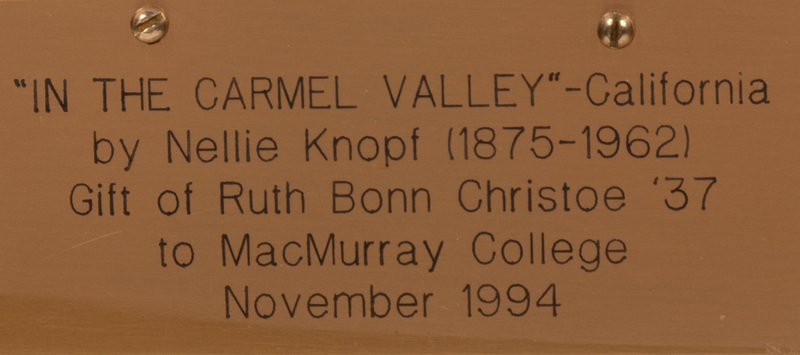 "IN THE CARMEL VALLEY"-California
by Nellie Knopf (1875-1962)
Gift of Ruth Bonn Christoe '37
to MacMurray College
November 1994